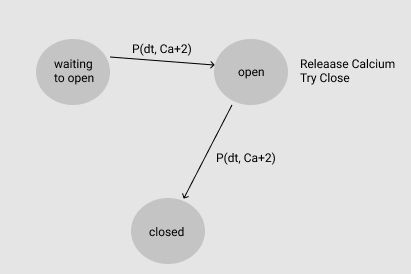 P(dt, Ca+2)
waiting
to open
open
Releaase Calcium
Try Close
P(dt, Ca+2)
closed